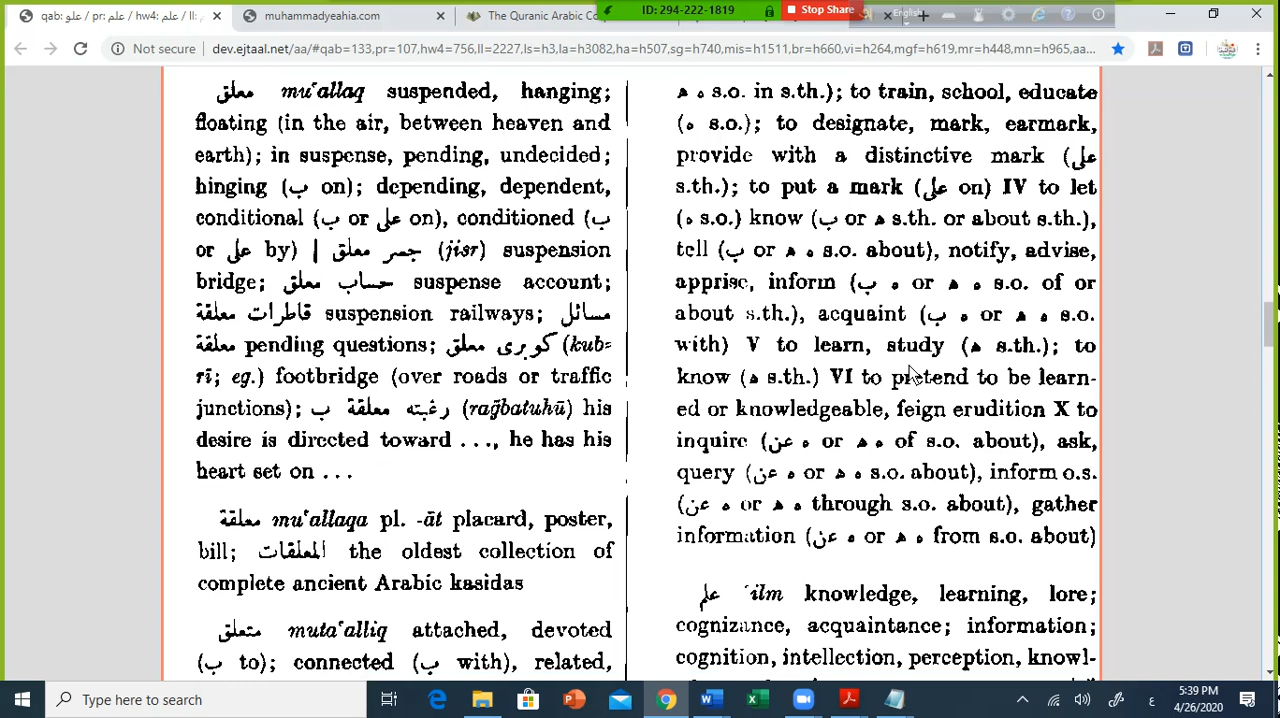 qab: علو / pr: علم / hw4: علم / ll:
muhammadyeahia.com
The Quranic Arabic Co
ID: 294-222-1819
Stop Share
English
Not secure
dev.ejtaal.net/aa/#qab=133,pr=107,hw4=756,ll=2227,ls=h3,la=h3082,ha=h507,sg=h740,mis=h1511,br=h660,vi=h264,mgf=h619,mr=h448,mn=h965,aa...
معلق mu‘allaq suspended, hanging;
floating (in the air, between heaven and
earth); in suspense, pending, undecided;
hinging (ب on); depending, dependent,
conditional (ب or على on), conditioned (ب
or على by) | جسر معلق (jisr) suspension
bridge; حساب معلق suspense account;
قاطرات معلقة suspension railways; مسائل
معلقة pending questions; كوبرى معلق (kub-
rī; eg.) footbridge (over roads or traffic
junctions); رغبته معلقة ب (raḡbatuhū) his
desire is directed toward ..., he has his
heart set on ...
معلقة mu‘allaqa pl. -āt placard, poster,
bill; المعلقات the oldest collection of
complete ancient Arabic kasidas
متعلق muta‘alliq attached, devoted
(ب to); connected (ب with), related,
ه ه s.o. in s.th.); to train, school, educate
(ه s.o.); to designate, mark, earmark,
provide with a distinctive mark (على
s.th.); to put a mark (على on) IV to let
(ه s.o.) know (ب or ه s.th. or about s.th.),
tell (ب or ه ه s.o. about), notify, advise,
apprise, inform (ب ه or ه ه s.o. of or
about s.th.), acquaint (ب ه or ه ه s.o.
with) V to learn, study (ه s.th.); to
know (ه s.th.) VI to pretend to be learn-
ed or knowledgeable, feign erudition X to
inquire (عن ه or ه ه of s.o. about), ask,
query (عن ه or ه ه s.o. about), inform o.s.
(عن ه or ه ه through s.o. about), gather
information (عن ه or ه ه from s.o. about)
علم ‘ilm knowledge, learning, lore;
cognizance, acquaintance; information;
cognition, intellection, perception, knowl-
Type here to search
ع
5:39 PM
4/26/2020